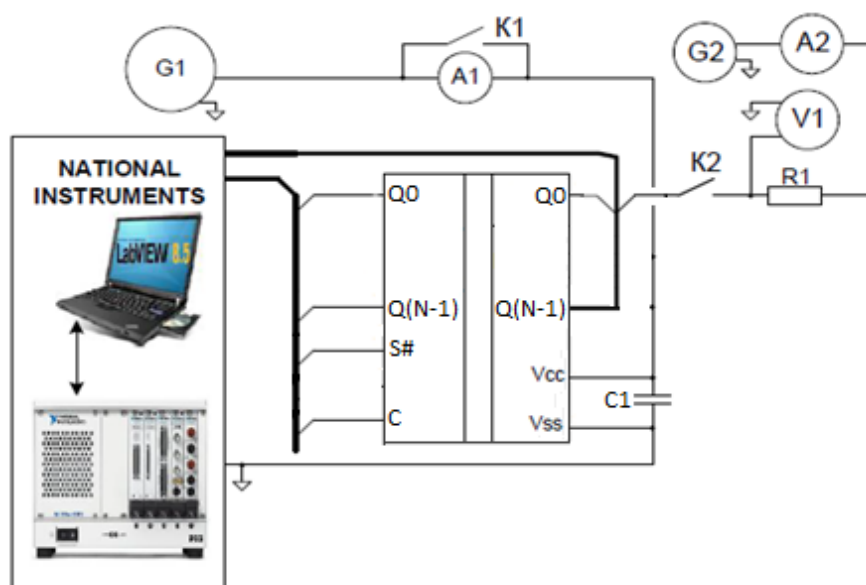 K1
G1
A1
G2
A2
V1
NATIONAL
INSTRUMENTS
LabVIEW 8.5
K2
R1
Q0
Q0
Q(N-1)
Q(N-1)
S#
Vcc
C1
C
Vss